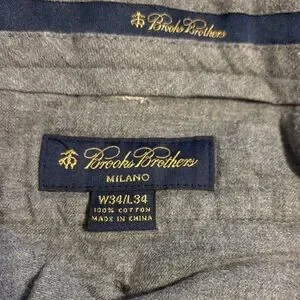 Brooks Brothers
Brooks Brothers
MILANO
W34/L34
100% COTTON
MADE IN CHINA